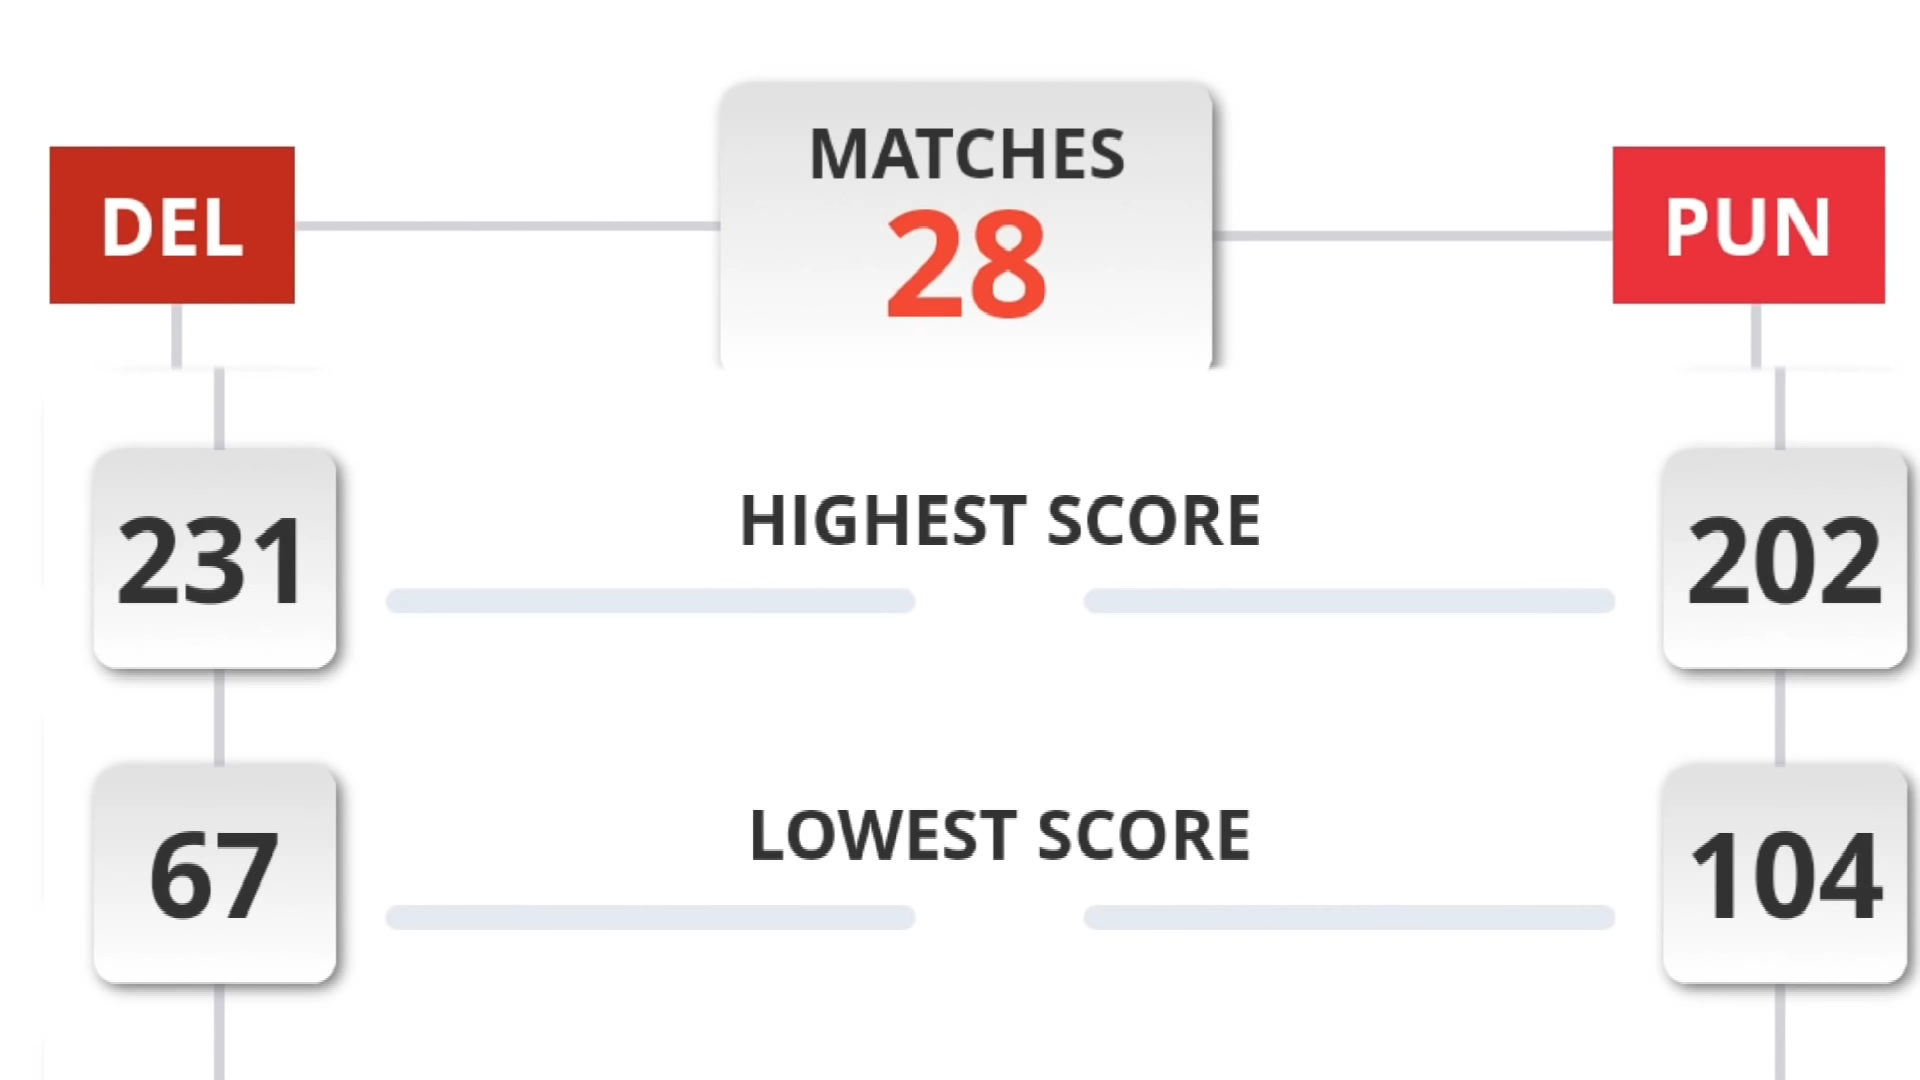 MATCHES
DEL
28
PUN
HIGHEST SCORE
231
202
LOWEST SCORE
67
104